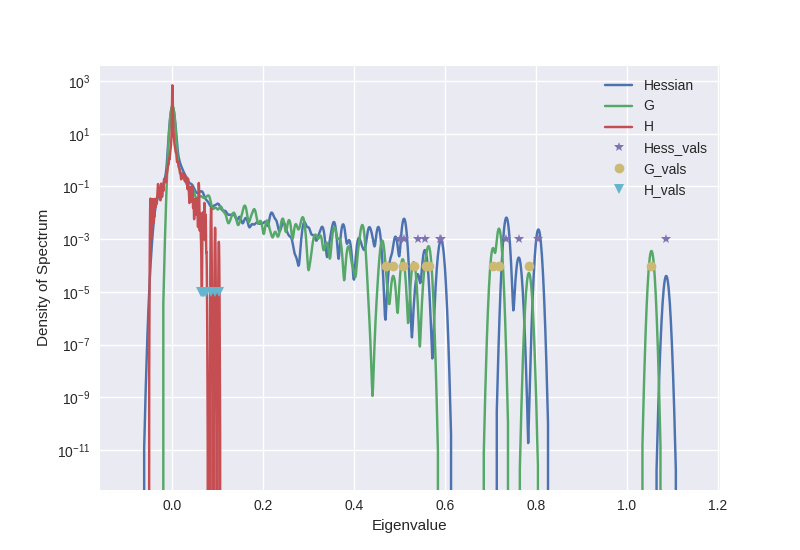 Hessian
G
H
Hess_vals
G_vals
H_vals
10³
10¹
10⁻¹
10⁻³
10⁻⁵
10⁻⁷
10⁻⁹
10⁻¹¹
Density of Spectrum
0.0 0.2 0.4 0.6 0.8 1.0 1.2
Eigenvalue